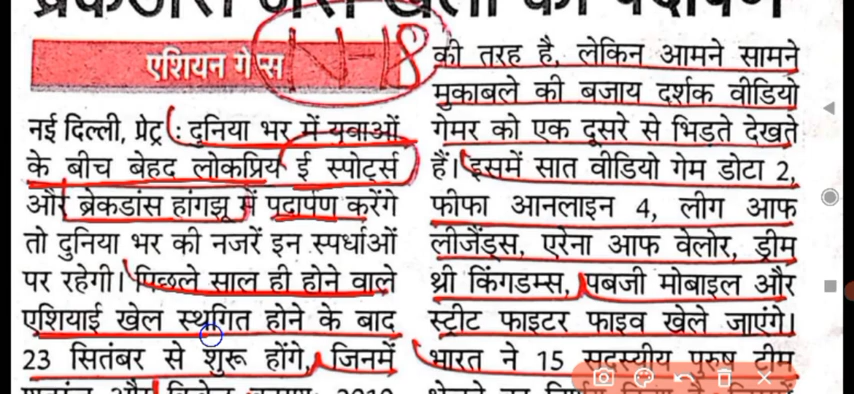 एशियन गेम्स
N-18
नई दिल्ली, प्रेट्र : दुनिया भर में युवाओं
के बीच बेहद लोकप्रिय ई स्पोर्ट्स
और ब्रेकडांस हांगझू में पदार्पण करेंगे
तो दुनिया भर की नजरें इन स्पर्धाओं
पर रहेगी। पिछले साल ही होने वाले
एशियाई खेल स्थगित होने के बाद
23 सितंबर से शुरू होंगे, जिनमें
की तरह है, लेकिन आमने सामने
मुकाबले की बजाय दर्शक वीडियो
गेमर को एक दूसरे से भिड़ते देखते
हैं। इसमें सात वीडियो गेम डोटा 2,
फीफा आनलाइन 4, लीग आफ
लीजेंड्स, एरेना आफ वेलोर, ड्रीम
थ्री किंगडम्स, पबजी मोबाइल और
स्ट्रीट फाइटर फाइव खेले जाएंगे।
भारत ने 15 सदस्यीय पुरुष टीम